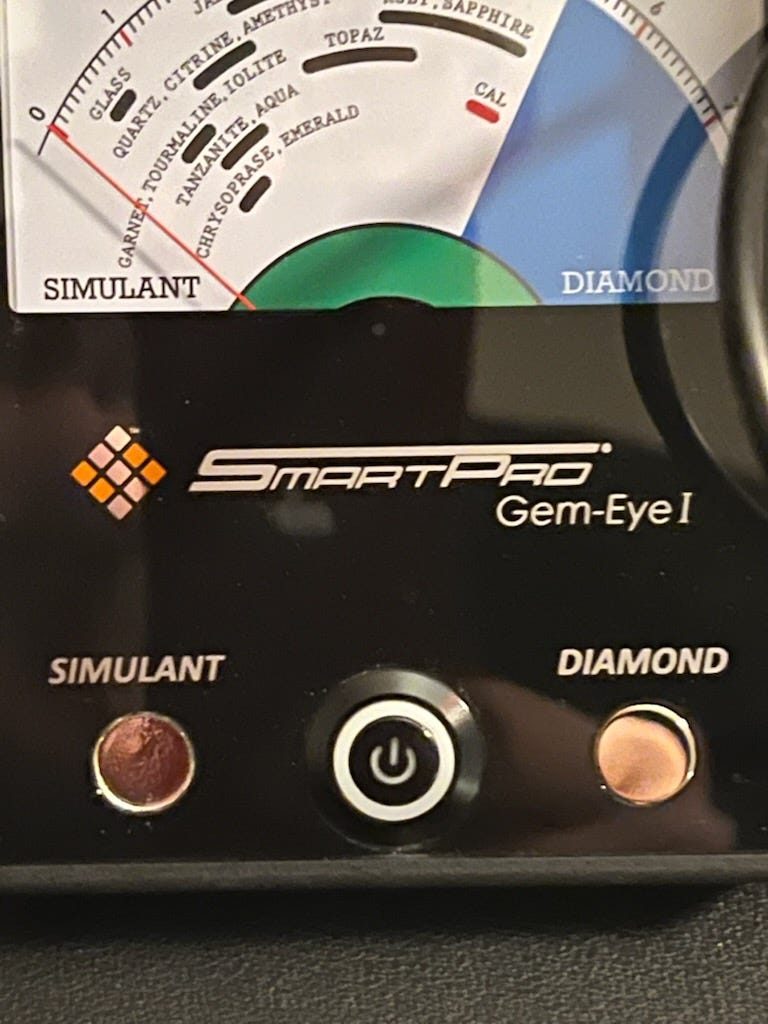 1
6
0
GLASS
QUARTZ, CITRINE, AMETHYST
TOPAZ
SAPPHIRE
CAL
GARNET, TOURMALINE, IOLITE
TANZANITE, AQUA
CHRYSOPRASE, EMERALD
SIMULANT
DIAMOND
SMARTPRO
Gem-Eye I
SIMULANT
DIAMOND